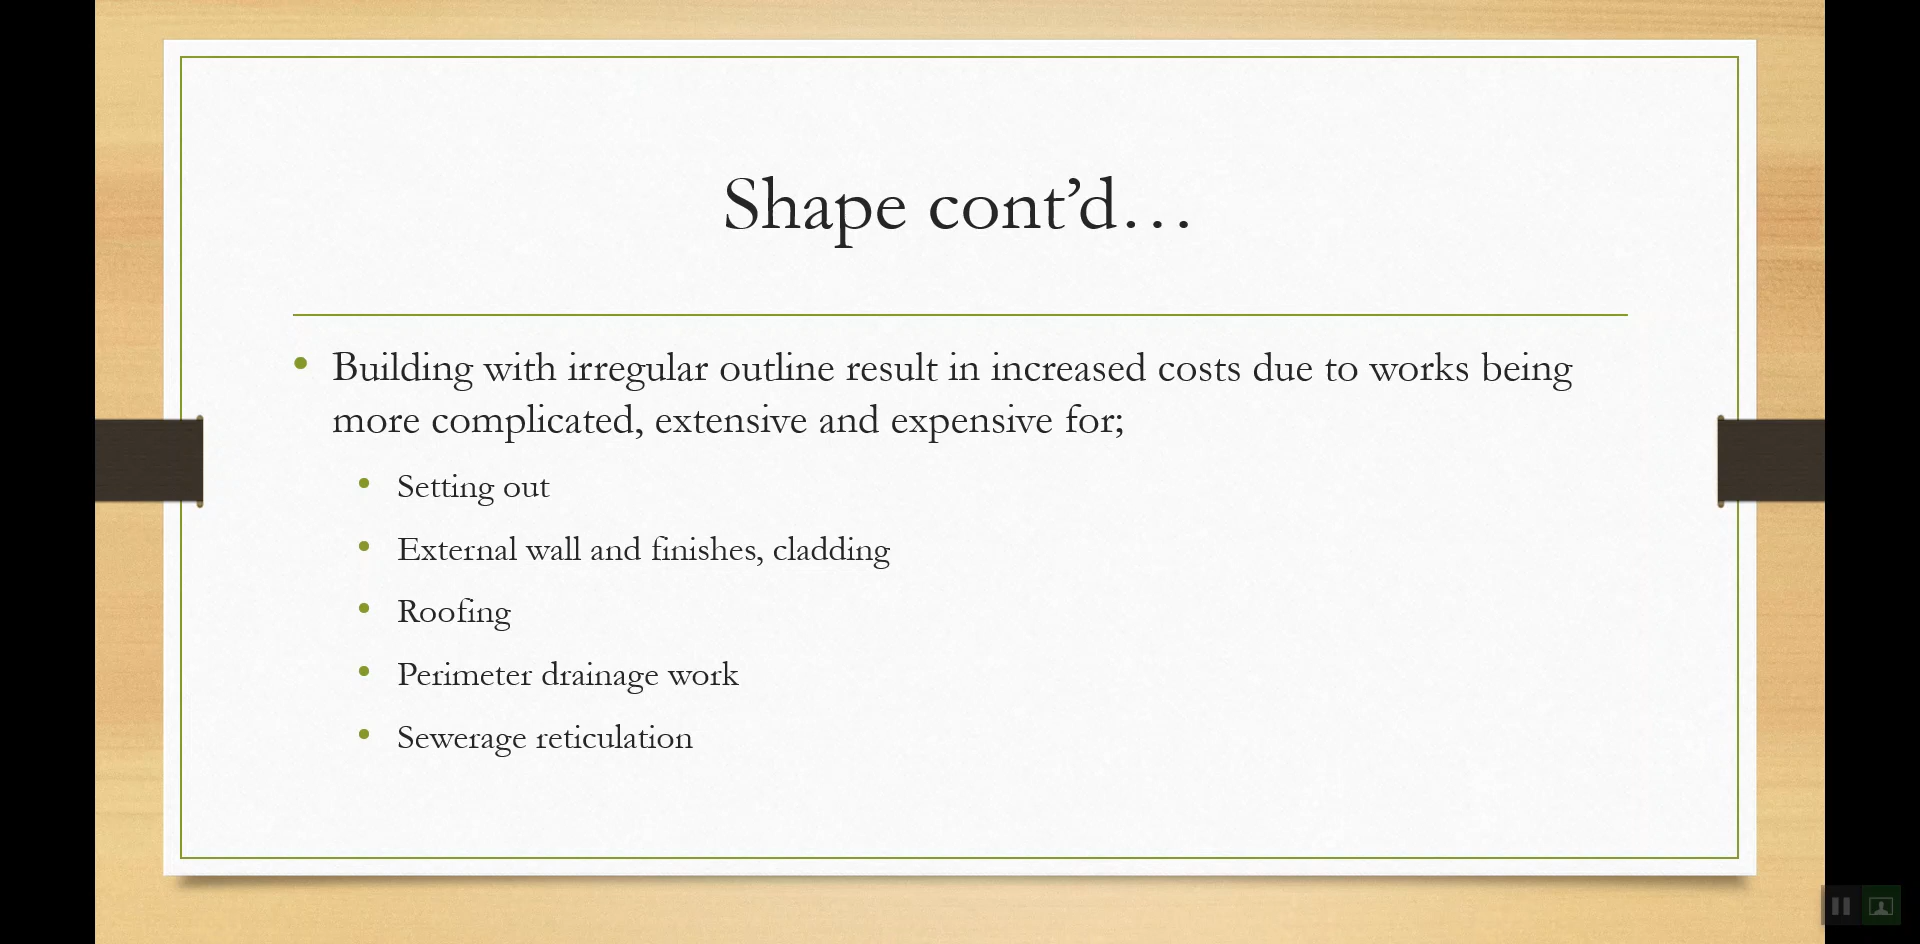 Shape cont’d…
Building with irregular outline result in increased costs due to works being
more complicated, extensive and expensive for;
Setting out
External wall and finishes, cladding
Roofing
Perimeter drainage work
Sewerage reticulation